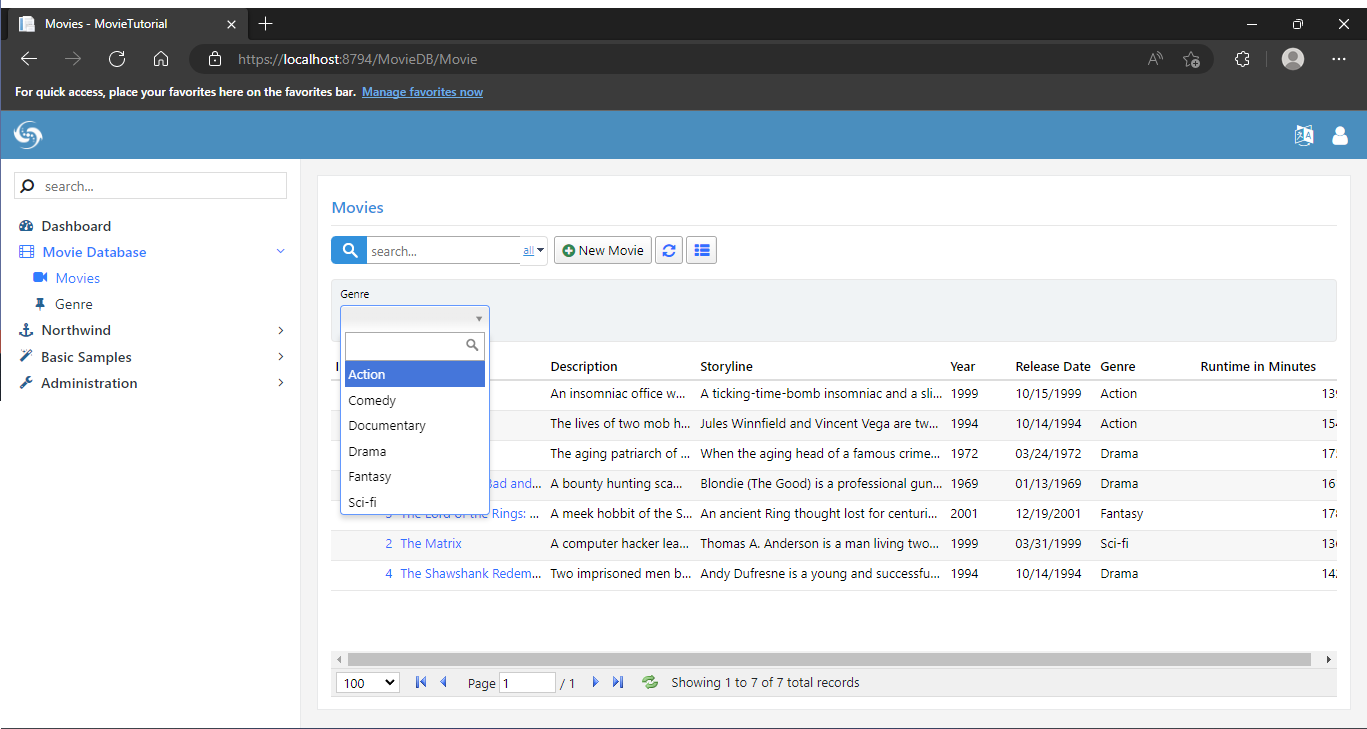 Movies - MovieTutorial
https://localhost:8794/MovieDB/Movie
For quick access, place your favorites here on the favorites bar. Manage favorites now
search...
Dashboard
Movie Database
Movies
Genre
Northwind
Basic Samples
Administration
Movies
search... all New Movie
Genre
Action
Comedy
Documentary
Drama
Fantasy
Sci-fi
Description Storyline Year Release Date Genre Runtime in Minutes
An insomniac office w... A ticking-time-bomb insomniac and a sli... 1999 10/15/1999 Action 139
The lives of two mob h... Jules Winnfield and Vincent Vega are tw... 1994 10/14/1994 Action 154
The aging patriarch of ... When the aging head of a famous crime... 1972 03/24/1972 Drama 17
Bad and... A bounty hunting sca... Blondie (The Good) is a professional gun... 1969 01/13/1969 Drama 16
The Lord of the Rings: ... A meek hobbit of the S... An ancient Ring thought lost for centuri... 2001 12/19/2001 Fantasy 178
2 The Matrix A computer hacker lea... Thomas A. Anderson is a man living two... 1999 03/31/1999 Sci-fi 136
4 The Shawshank Redem... Two imprisoned men b... Andy Dufresne is a young and successfu... 1994 10/14/1994 Drama 142
100 Page 1 / 1 Showing 1 to 7 of 7 total records